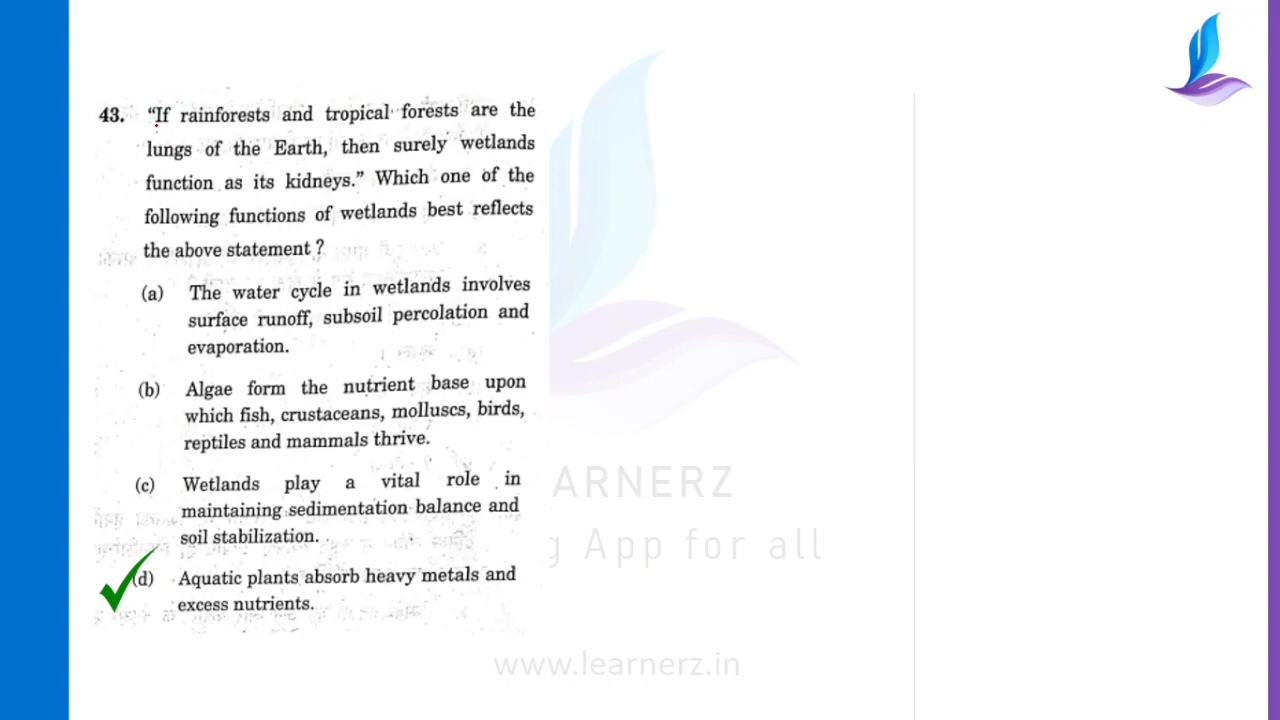 43. “If rainforests and tropical forests are the
lungs of the Earth, then surely wetlands
function as its kidneys.” Which one of the
following functions of wetlands best reflects
the above statement ?
(a) The water cycle in wetlands involves
surface runoff, subsoil percolation and
evaporation.
(b) Algae form the nutrient base upon
which fish, crustaceans, molluscs, birds,
reptiles and mammals thrive.
(c) Wetlands play a vital role in
maintaining sedimentation balance and
soil stabilization.
(d) Aquatic plants absorb heavy metals and
excess nutrients.
ARNERZ
g App for all
www.learnerz.in